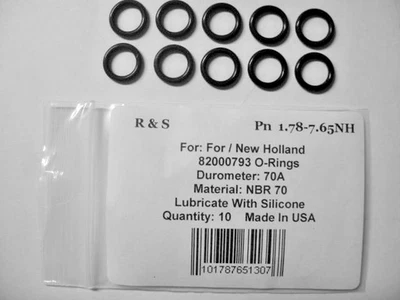 R & S Pn 1.78-7.65NH
For: For / New Holland
82000793 O-Rings
Durometer: 70A
Material: NBR 70
Lubricate With Silicone
Quantity: 10 Made In USA
101787651307